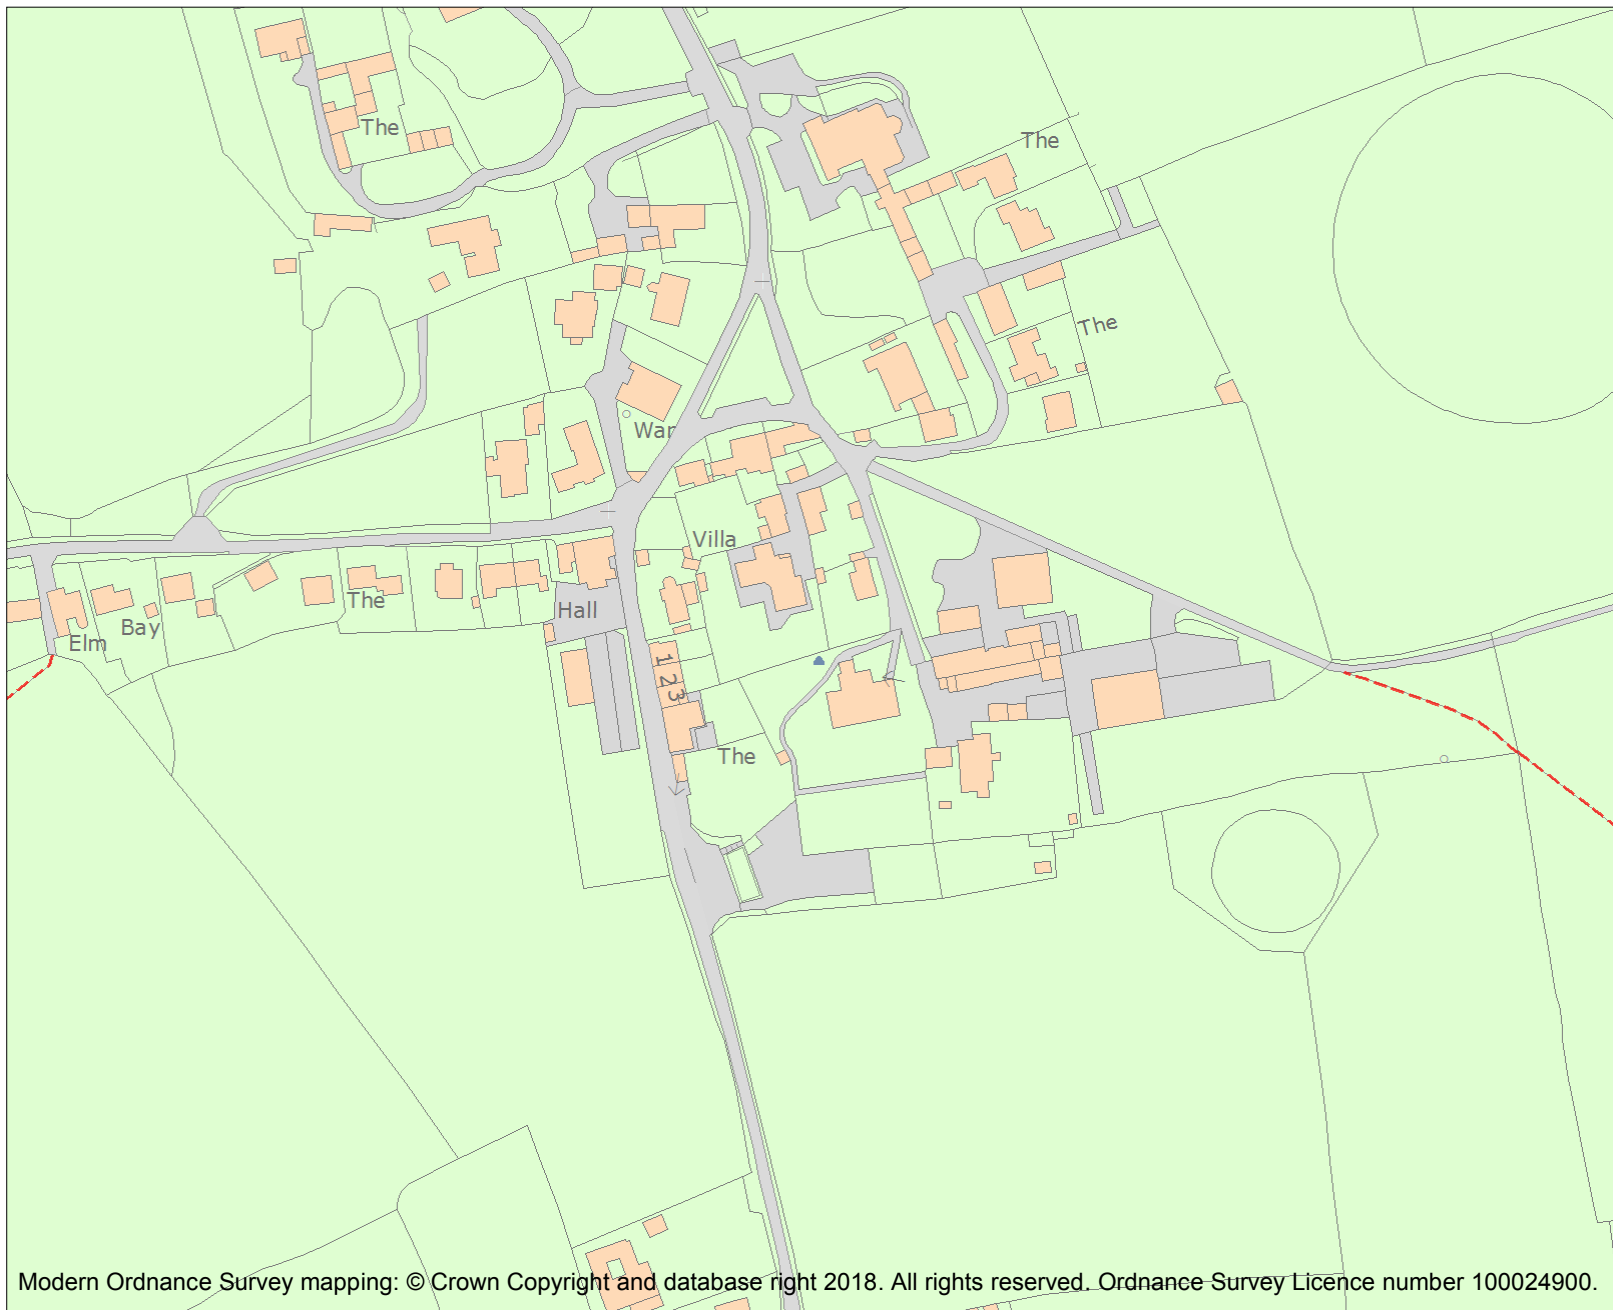 The
The
The
War
Villa
The
Hall
Bay
Elm
1 2 3
The
Modern Ordnance Survey mapping: © Crown Copyright and database right 2018. All rights reserved. Ordnance Survey Licence number 100024900.